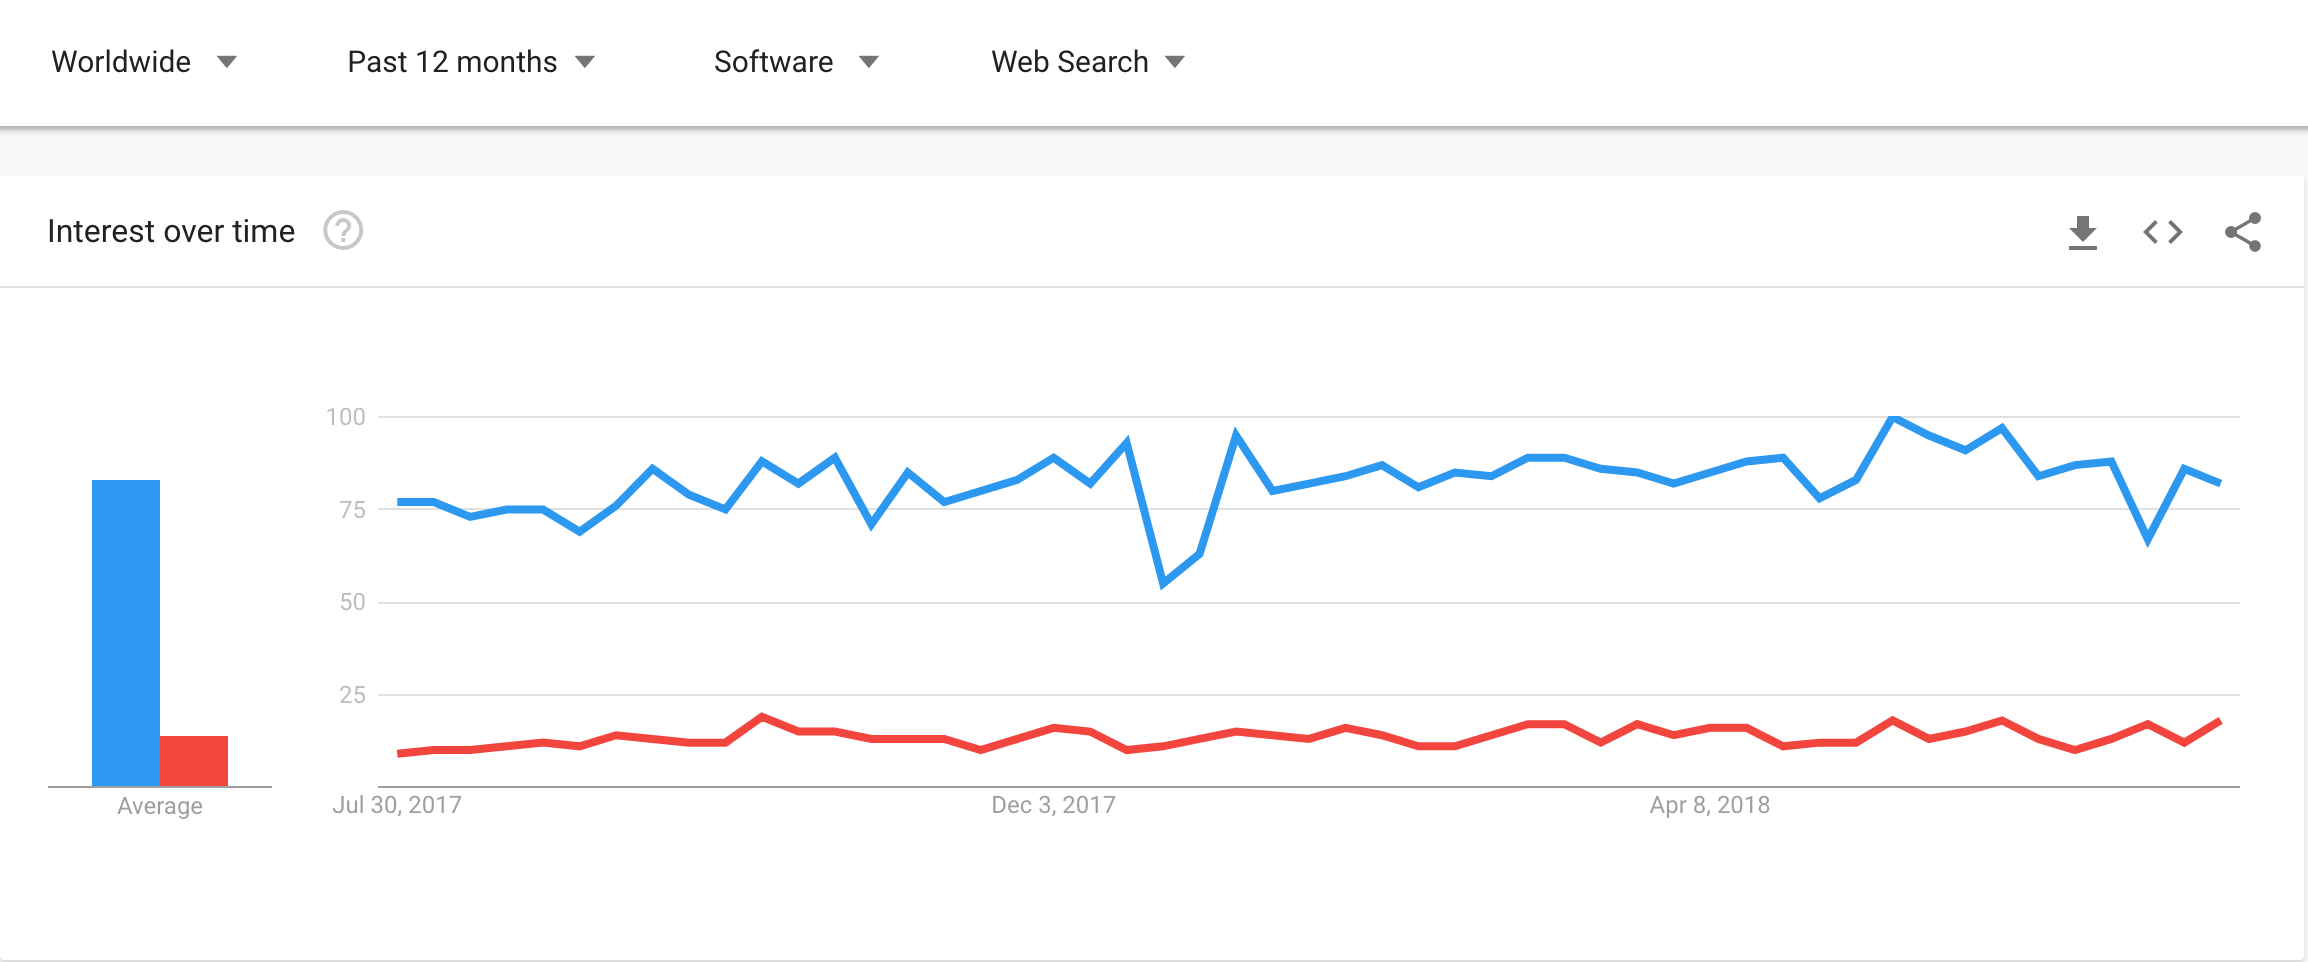 Worldwide Past 12 months Software Web Search
Interest over time ?
100
75
50
25
Average
Jul 30, 2017 Dec 3, 2017 Apr 8, 2018